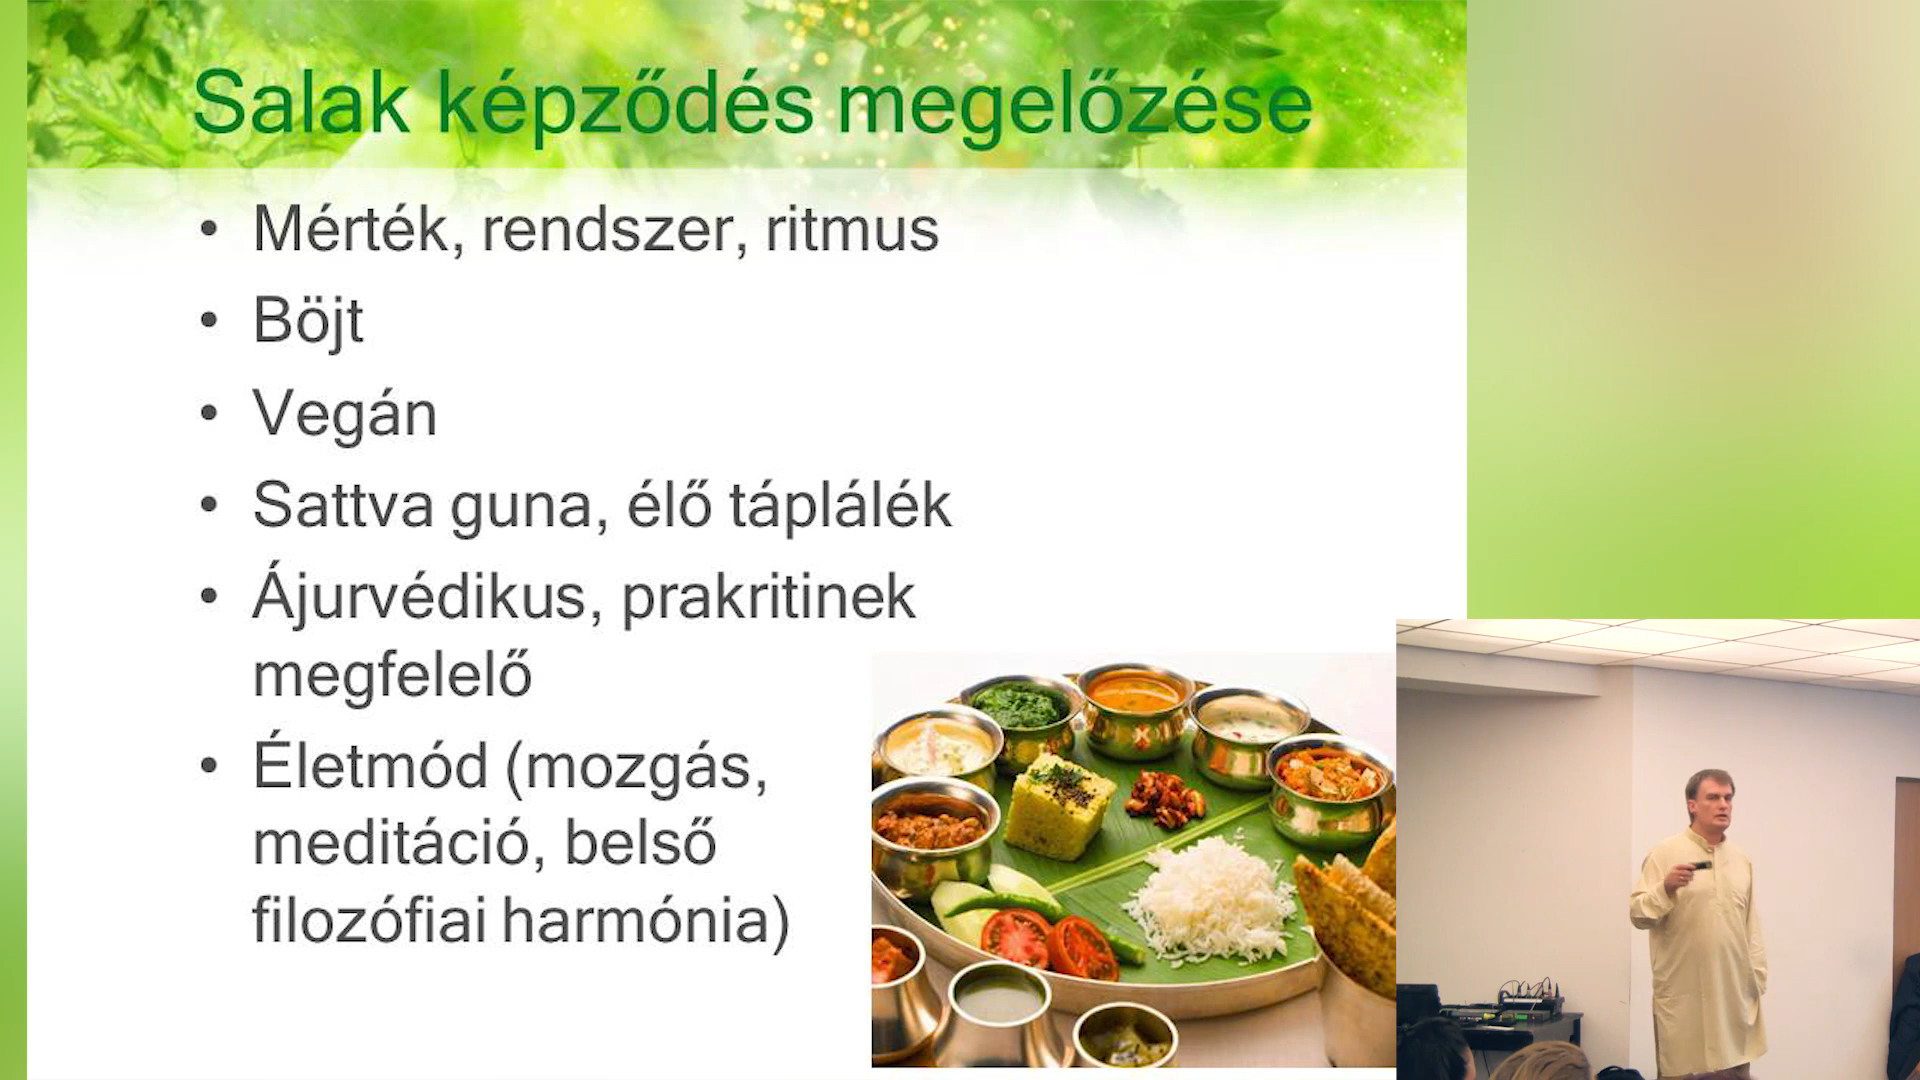 Salak képződés megelőzése
• Mérték, rendszer, ritmus
• Böjt
• Vegán
• Sattva guna, élő táplálék
• Ájurvédikus, prakritinek
megfelelő
• Életmód (mozgás,
meditáció, belső
filozófiai harmónia)